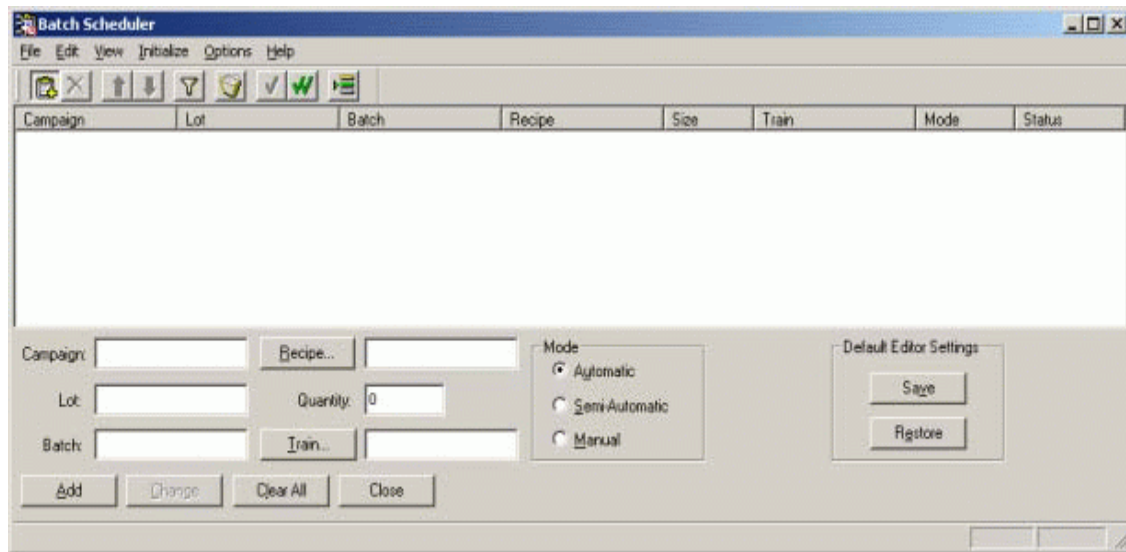 Batch Scheduler
File Edit View Initialize Options Help
Campaign Lot Batch Recipe Size Train Mode Status
Campaign: Recipe... Mode Default Editor Settings
Automatic
Save
Lot: Quantity: 0
Semi-Automatic
Restore
Batch: Train... Manual
Add Change Clear All Close